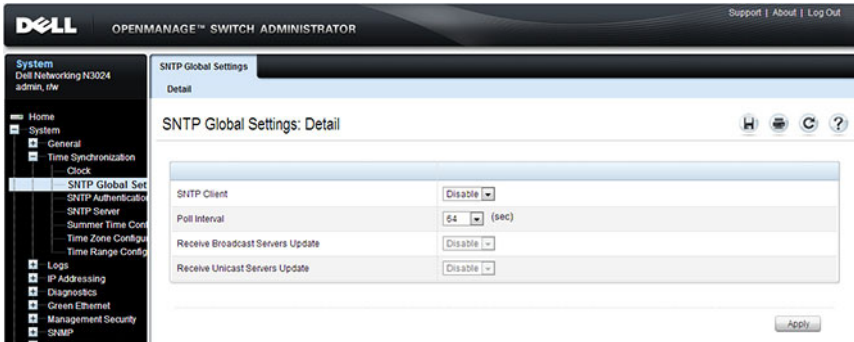 Support | About | Log Out
DELL OPENMANAGE™ SWITCH ADMINISTRATOR
System
Dell Networking N3024
admin, r/w
Home
System
General
Time Synchronization
Clock
SNTP Global Set
SNTP Authenticatio
SNTP Server
Summer Time Cont
Time Zone Configu
Time Range Config
Logs
IP Addressing
Diagnostics
Green Ethernet
Management Security
SNMP
SNTP Global Settings
Detail
SNTP Global Settings: Detail
SNTP Client Disable
Poll Interval 64 (sec)
Receive Broadcast Servers Update Disable
Receive Unicast Servers Update Disable
Apply